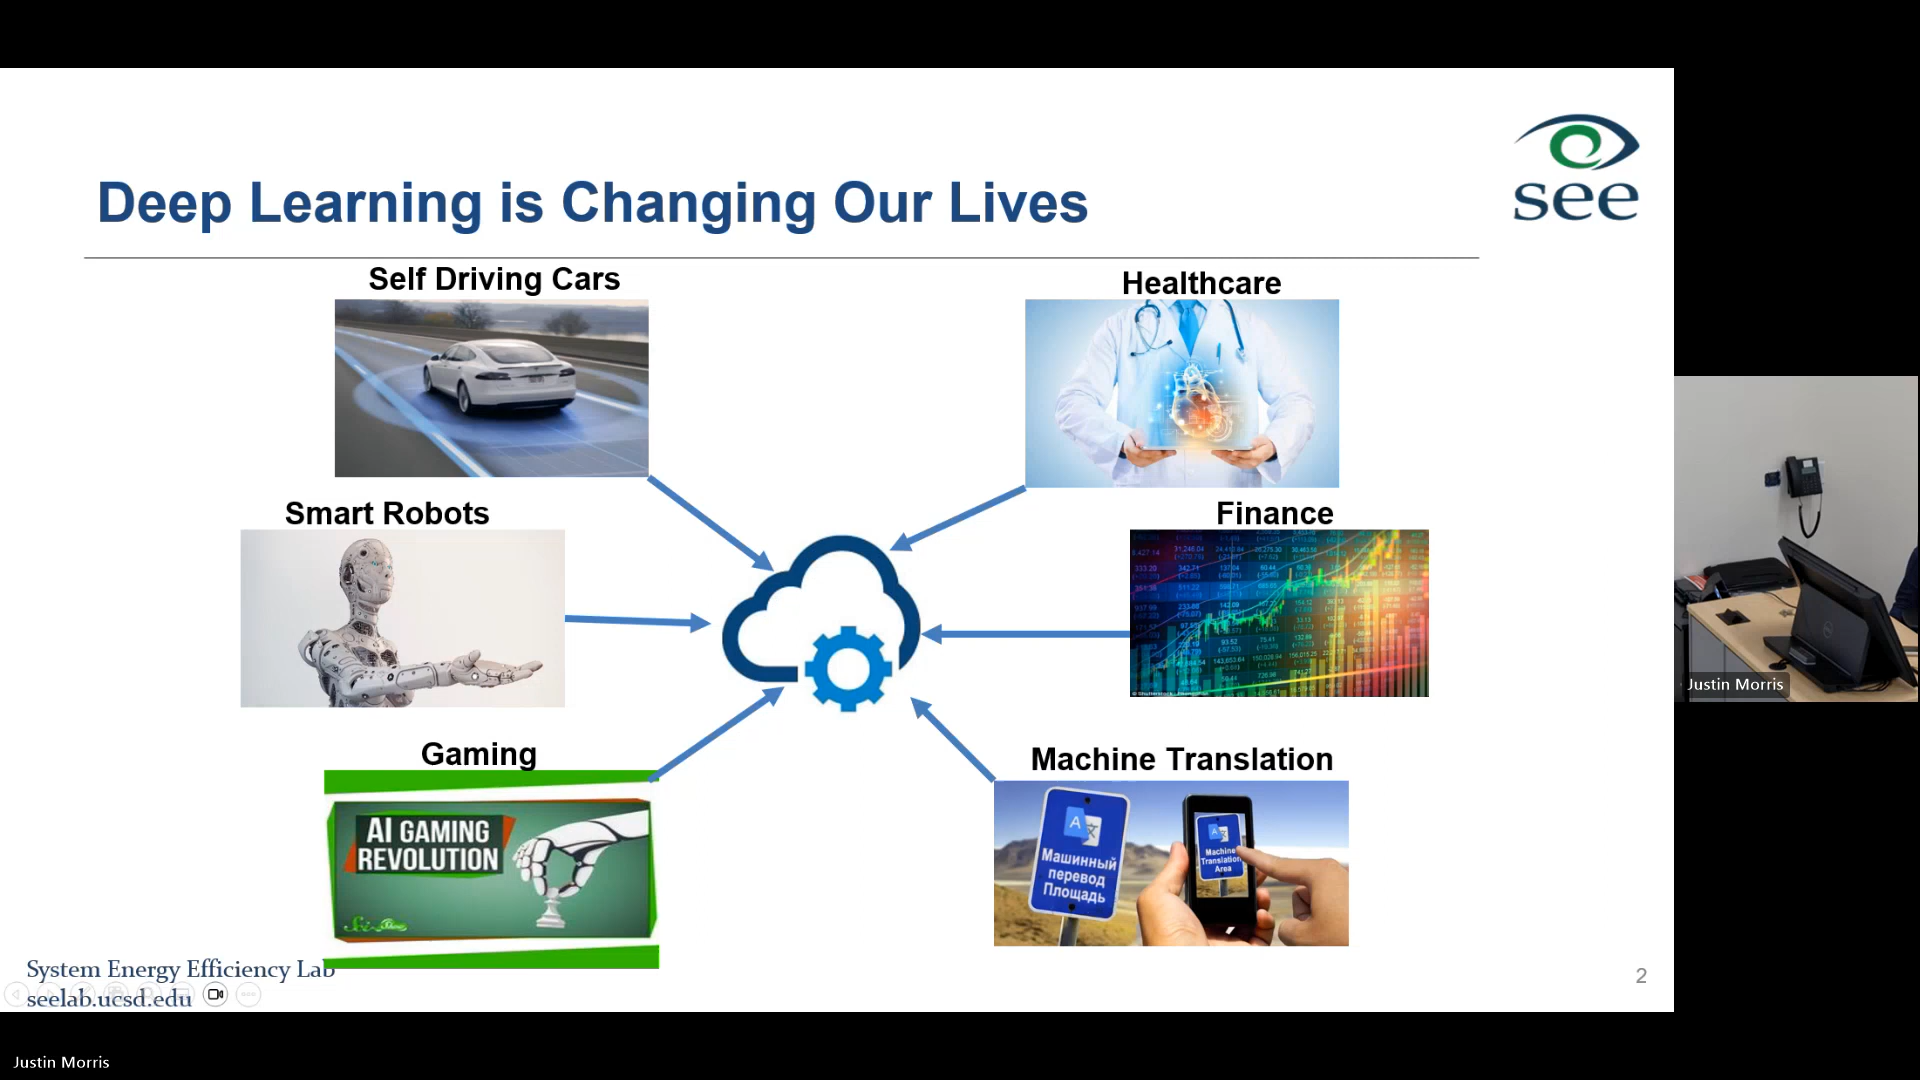 see
Deep Learning is Changing Our Lives
Self Driving Cars
Healthcare
Smart Robots
Finance
Gaming
AI GAMING
REVOLUTION
Machine Translation
Машинный
перевод
Площадь
Machine
Translation
Area
System Energy Efficiency Lab
seelab.ucsd.edu
2
Justin Morris
Justin Morris